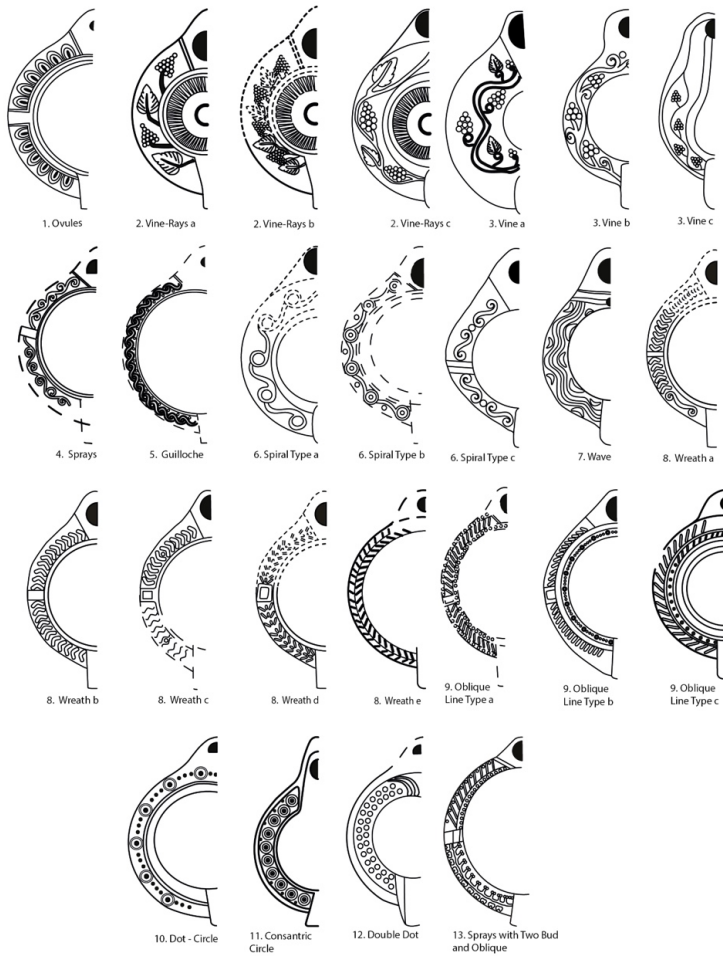 1. Ovules
2. Vine-Rays a
2. Vine-Rays b
2. Vine-Rays c
3. Vine a
3. Vine b
3. Vine c
4. Sprays
5. Guilloche
6. Spiral Type a
6. Spiral Type b
6. Spiral Type c
7. Wave
8. Wreath a
8. Wreath b
8. Wreath c
8. Wreath d
8. Wreath e
9. Oblique
Line Type a
9. Oblique
Line Type b
9. Oblique
Line Type c
10. Dot - Circle
11. Consantric
Circle
12. Double Dot
13. Sprays with Two Bud
and Oblique